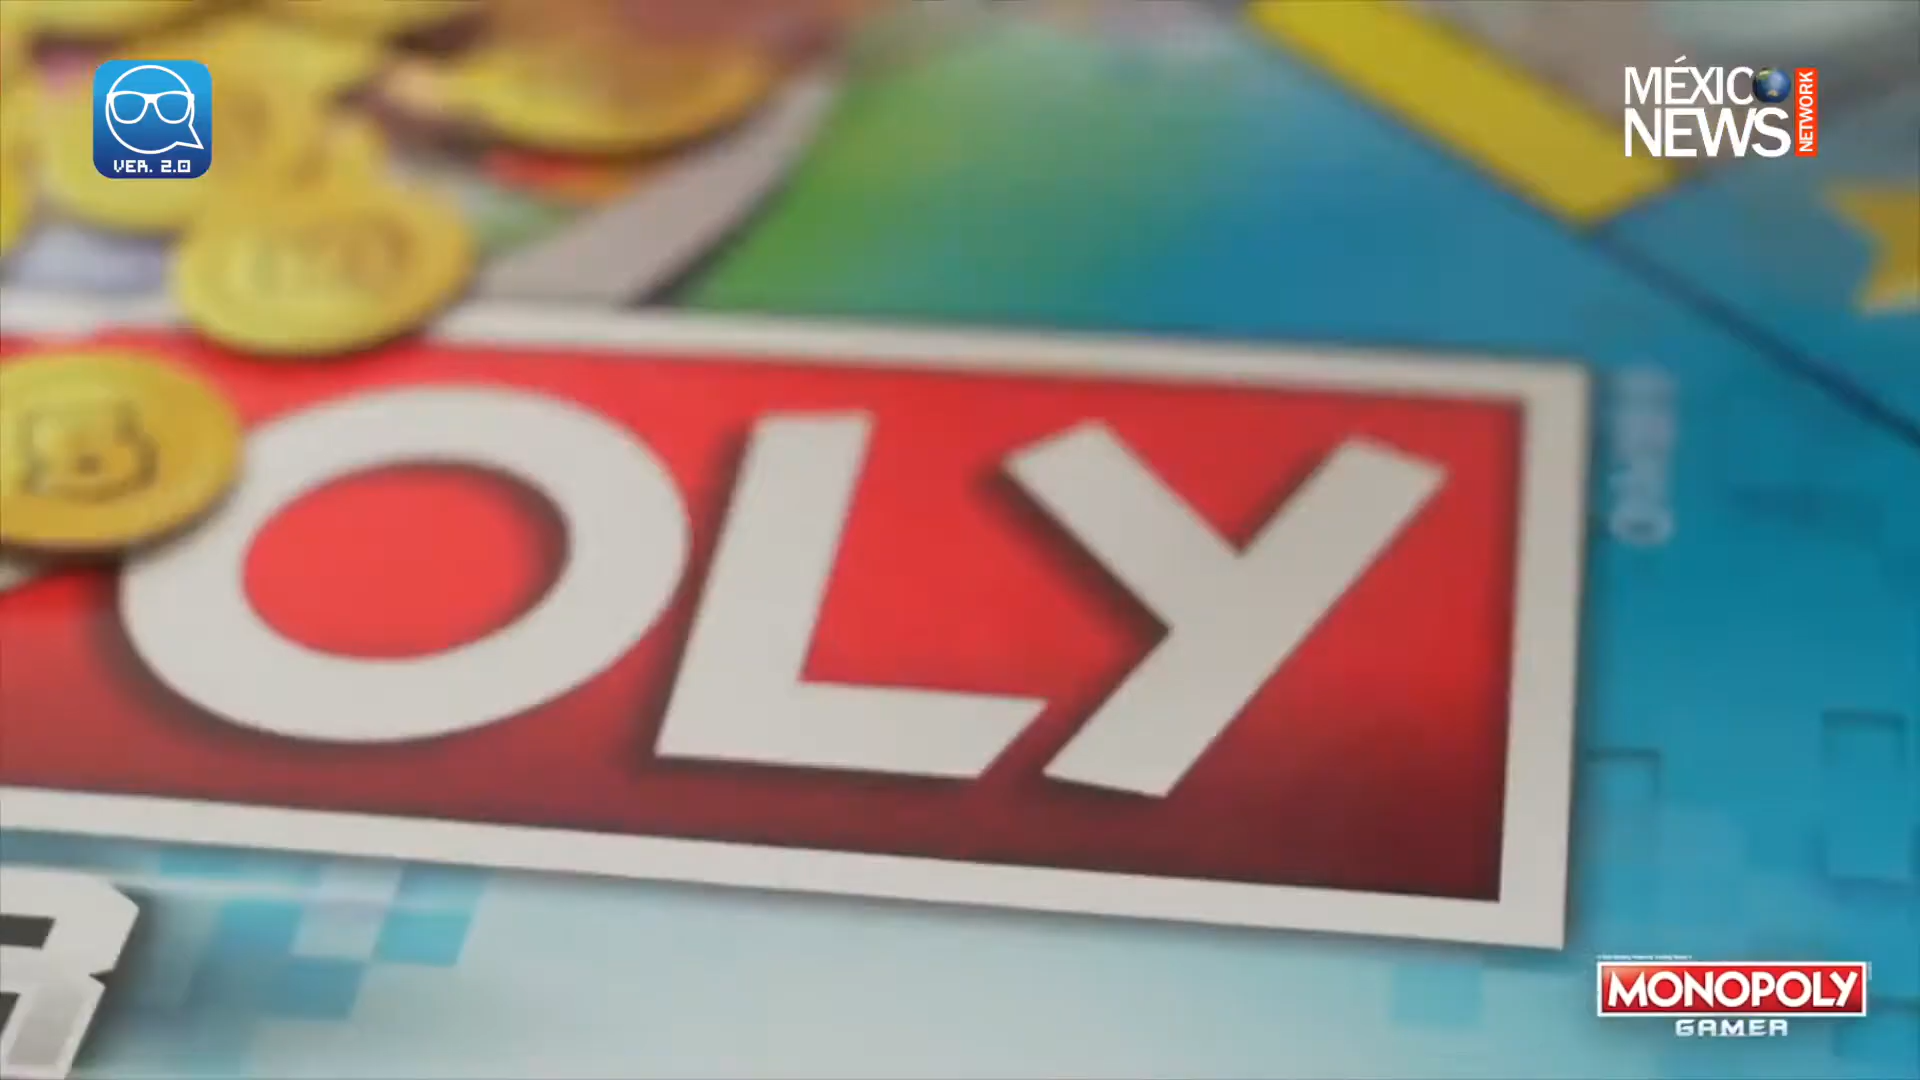 VER. 2.0
MÉXICO
NEWS
NETWORK
OLY
R
MONOPOLY
GAMER